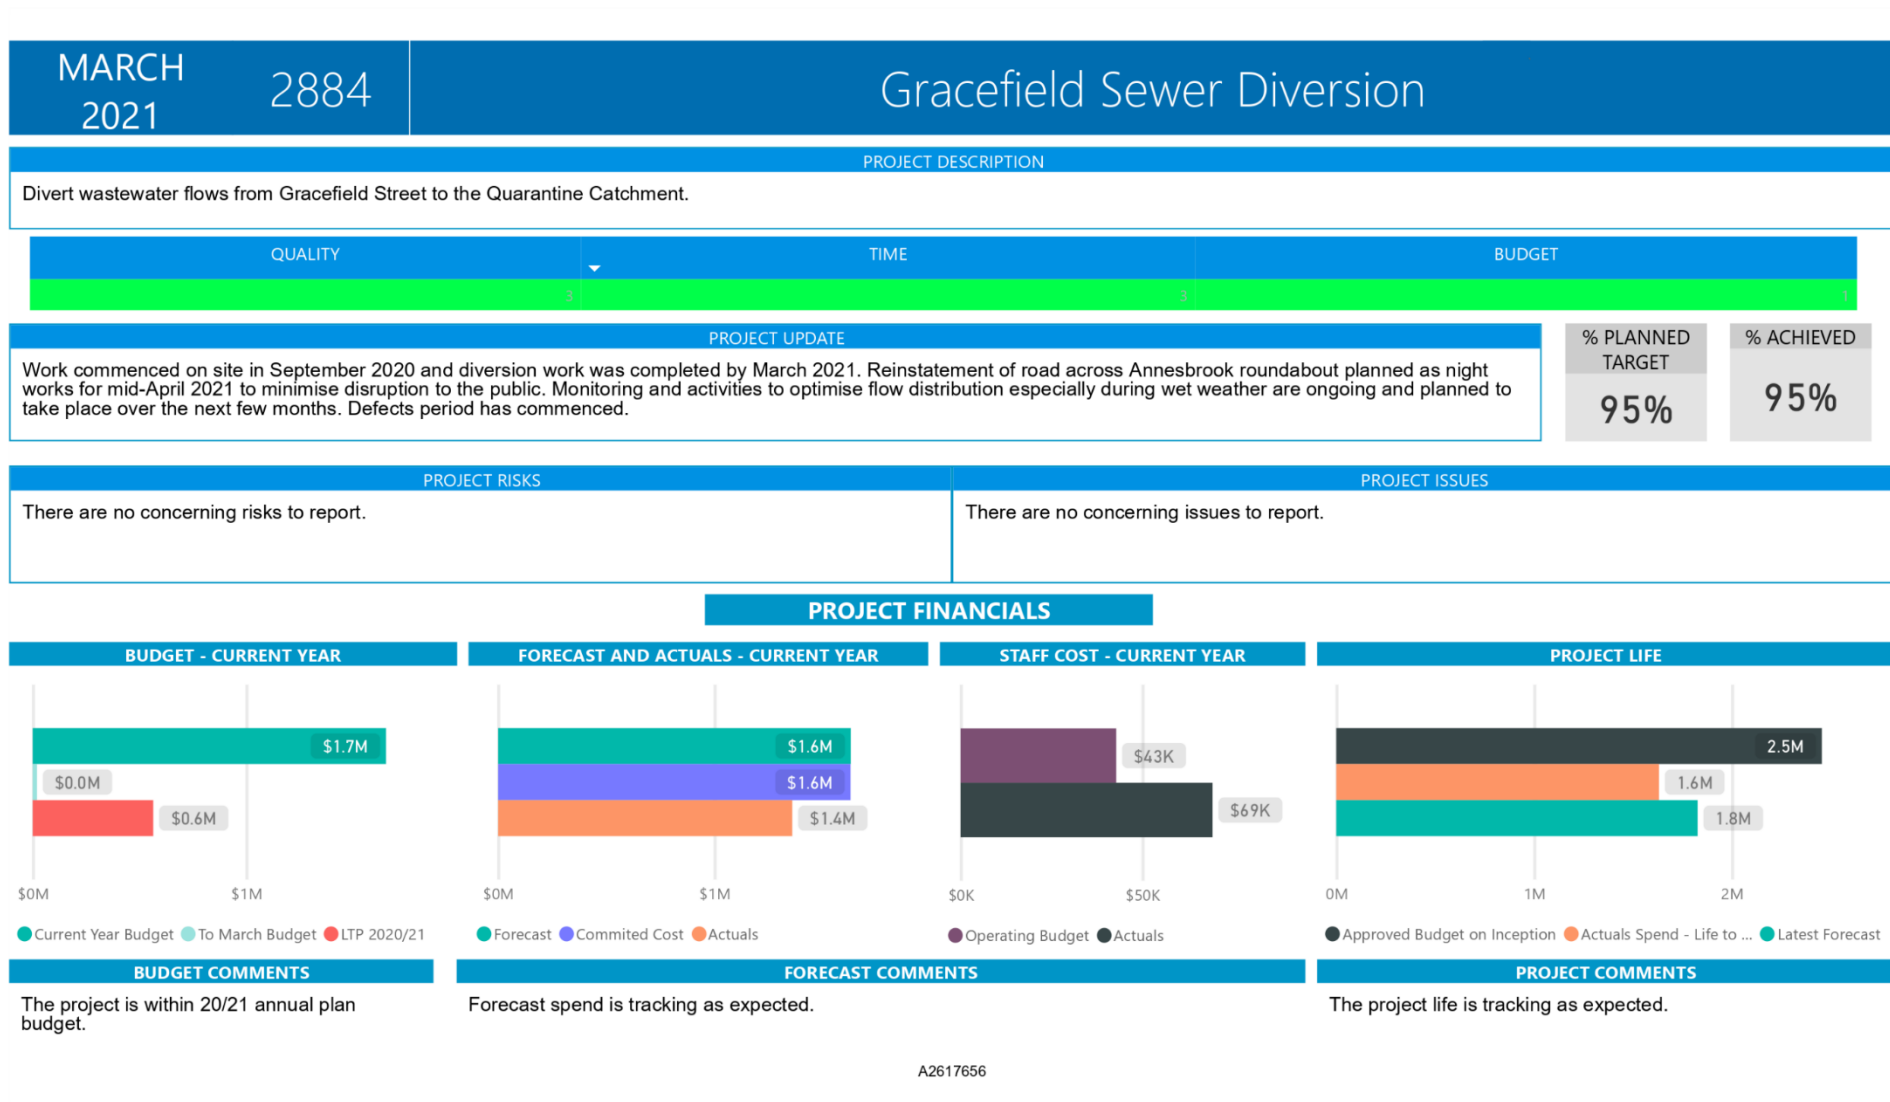 MARCH
2021
2884
Gracefield Sewer Diversion
PROJECT DESCRIPTION
Divert wastewater flows from Gracefield Street to the Quarantine Catchment.
QUALITY TIME BUDGET
3 3 1
PROJECT UPDATE
Work commenced on site in September 2020 and diversion work was completed by March 2021. Reinstatement of road across Annesbrook roundabout planned as night
works for mid-April 2021 to minimise disruption to the public. Monitoring and activities to optimise flow distribution especially during wet weather are ongoing and planned to
take place over the next few months. Defects period has commenced.
% PLANNED
TARGET
95%
% ACHIEVED
95%
PROJECT RISKS
There are no concerning risks to report.
PROJECT ISSUES
There are no concerning issues to report.
PROJECT FINANCIALS
BUDGET - CURRENT YEAR
$1.7M
$0.0M
$0.6M
$0M $1M
Current Year Budget To March Budget LTP 2020/21
FORECAST AND ACTUALS - CURRENT YEAR
$1.6M
$1.6M
$1.4M
$0M $1M
Forecast Commited Cost Actuals
STAFF COST - CURRENT YEAR
$43K
$69K
$0K $50K
Operating Budget Actuals
PROJECT LIFE
2.5M
1.6M
1.8M
0M 1M 2M
Approved Budget on Inception Actuals Spend - Life to ... Latest Forecast
BUDGET COMMENTS
The project is within 20/21 annual plan
budget.
FORECAST COMMENTS
Forecast spend is tracking as expected.
PROJECT COMMENTS
The project life is tracking as expected.
A2617656